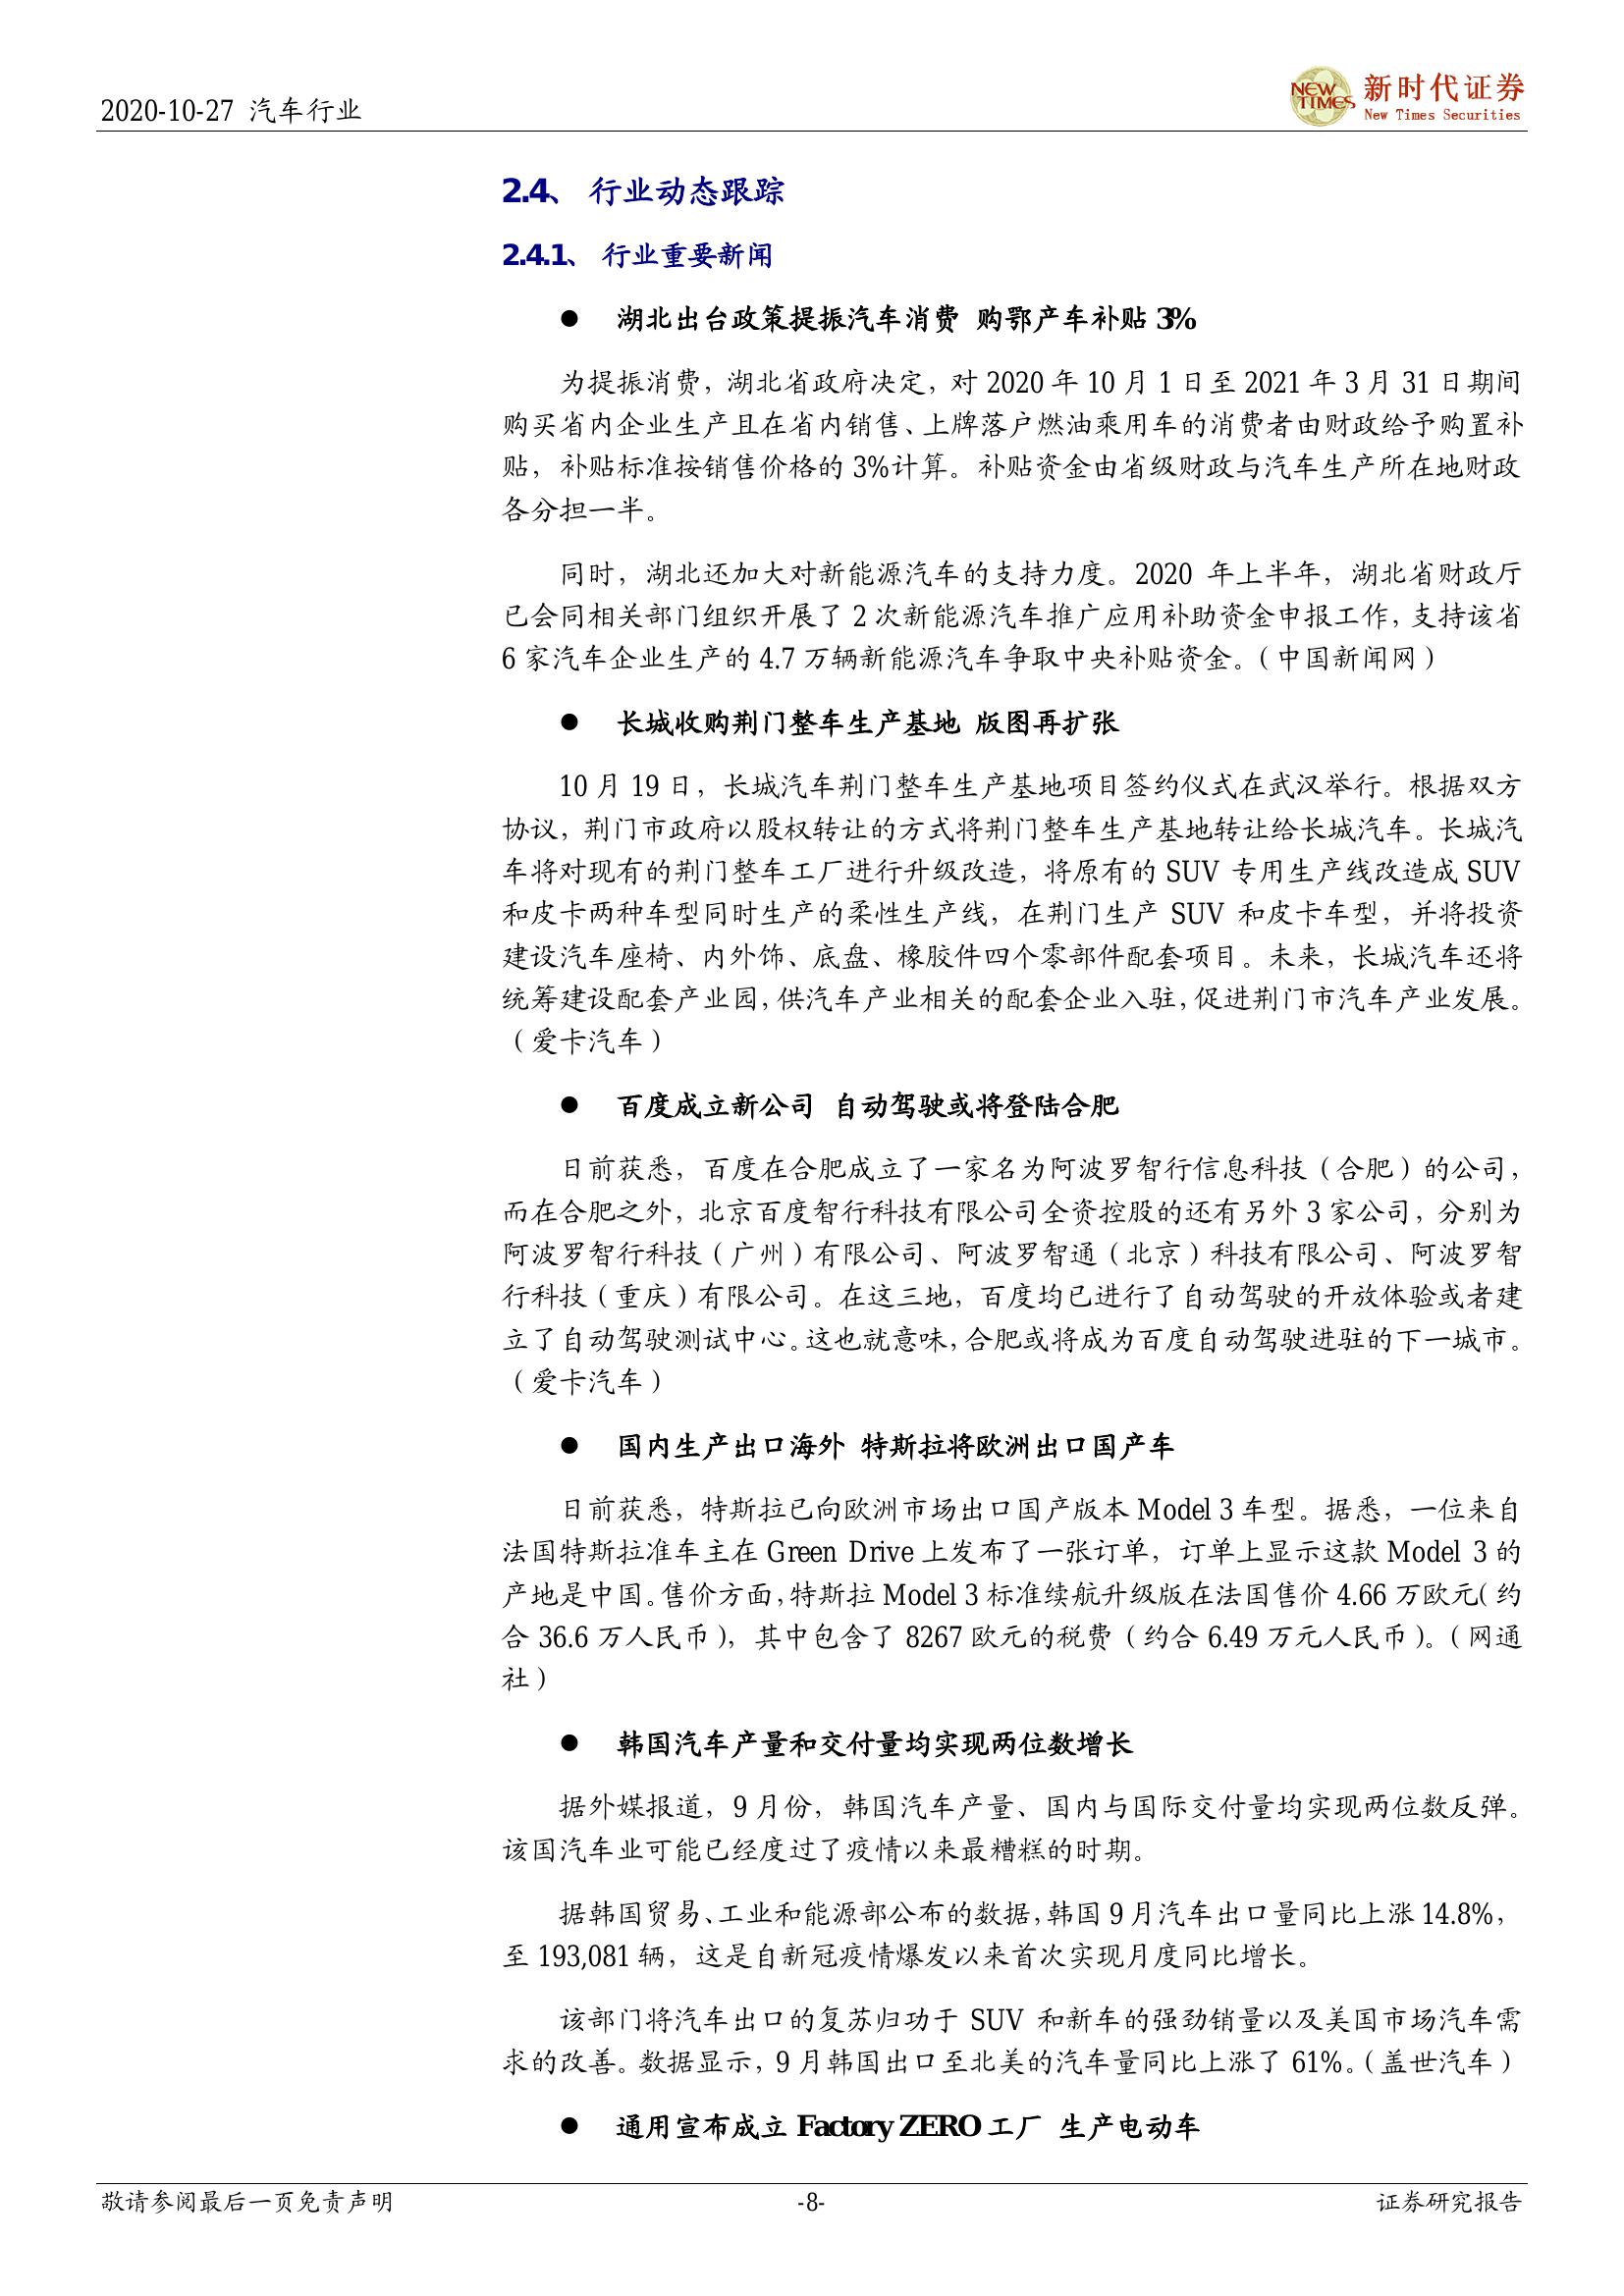 2020-10-27 汽车行业
NEW TIMES 新时代证券
New Times Securities
2.4、 行业动态跟踪
2.4.1、 行业重要新闻
● 湖北出台政策提振汽车消费 购鄂产车补贴 3%
为提振消费，湖北省政府决定，对 2020 年 10 月 1 日至 2021 年 3 月 31 日期间
购买省内企业生产且在省内销售、上牌落户燃油乘用车的消费者由财政给予购置补
贴，补贴标准按销售价格的 3%计算。补贴资金由省级财政与汽车生产所在地财政
各分担一半。
同时，湖北还加大对新能源汽车的支持力度。2020 年上半年，湖北省财政厅
已会同相关部门组织开展了 2 次新能源汽车推广应用补助资金申报工作，支持该省
6 家汽车企业生产的 4.7 万辆新能源汽车争取中央补贴资金。（中国新闻网）
● 长城收购荆门整车生产基地 版图再扩张
10 月 19 日，长城汽车荆门整车生产基地项目签约仪式在武汉举行。根据双方
协议，荆门市政府以股权转让的方式将荆门整车生产基地转让给长城汽车。长城汽
车将对现有的荆门整车工厂进行升级改造，将原有的 SUV 专用生产线改造成 SUV
和皮卡两种车型同时生产的柔性生产线，在荆门生产 SUV 和皮卡车型，并将投资
建设汽车座椅、内外饰、底盘、橡胶件四个零部件配套项目。未来，长城汽车还将
统筹建设配套产业园，供汽车产业相关的配套企业入驻，促进荆门市汽车产业发展。
（爱卡汽车）
● 百度成立新公司 自动驾驶或将登陆合肥
日前获悉，百度在合肥成立了一家名为阿波罗智行信息科技（合肥）的公司，
而在合肥之外，北京百度智行科技有限公司全资控股的还有另外 3 家公司，分别为
阿波罗智行科技（广州）有限公司、阿波罗智通（北京）科技有限公司、阿波罗智
行科技（重庆）有限公司。在这三地，百度均已进行了自动驾驶的开放体验或者建
立了自动驾驶测试中心。这也就意味，合肥或将成为百度自动驾驶进驻的下一城市。
（爱卡汽车）
● 国内生产出口海外 特斯拉将欧洲出口国产车
日前获悉，特斯拉已向欧洲市场出口国产版本 Model 3 车型。据悉，一位来自
法国特斯拉准车主在 Green Drive 上发布了一张订单，订单上显示这款 Model 3 的
产地是中国。售价方面，特斯拉 Model 3 标准续航升级版在法国售价 4.66 万欧元（约
合 36.6 万人民币），其中包含了 8267 欧元的税费（约合 6.49 万元人民币）。（网通
社）
● 韩国汽车产量和交付量均实现两位数增长
据外媒报道，9 月份，韩国汽车产量、国内与国际交付量均实现两位数反弹。
该国汽车业可能已经度过了疫情以来最糟糕的时期。
据韩国贸易、工业和能源部公布的数据，韩国 9 月汽车出口量同比上涨 14.8%，
至 193,081 辆，这是自新冠疫情爆发以来首次实现月度同比增长。
该部门将汽车出口的复苏归功于 SUV 和新车的强劲销量以及美国市场汽车需
求的改善。数据显示，9 月韩国出口至北美的汽车量同比上涨了 61%。（盖世汽车）
● 通用宣布成立 Factory ZERO 工厂 生产电动车
敬请参阅最后一页免责声明 -8- 证券研究报告